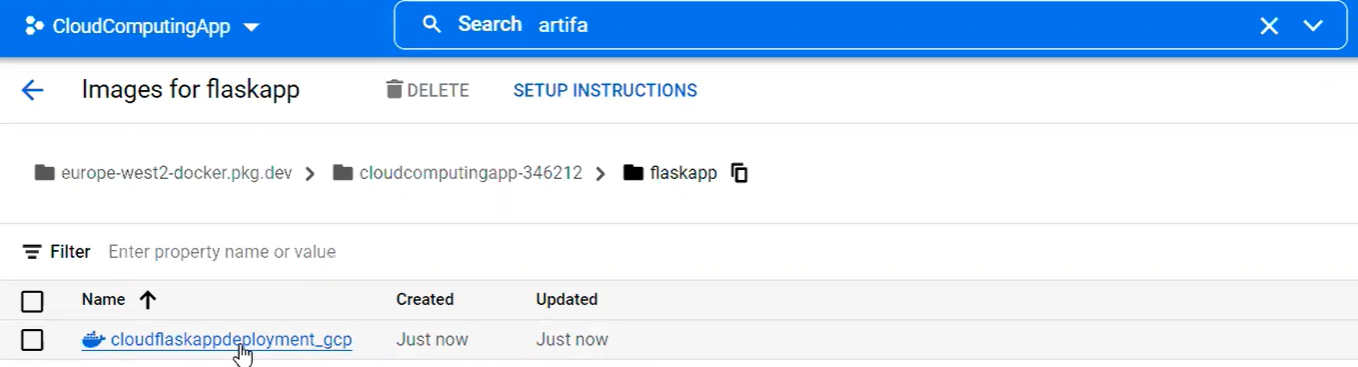 CloudComputingApp Search artifa
Images for flaskapp DELETE SETUP INSTRUCTIONS
europe-west2-docker.pkg.dev cloudcomputingapp-346212 flaskapp
Filter Enter property name or value
Name Created Updated
cloudflaskappdeployment_gcp Just now Just now